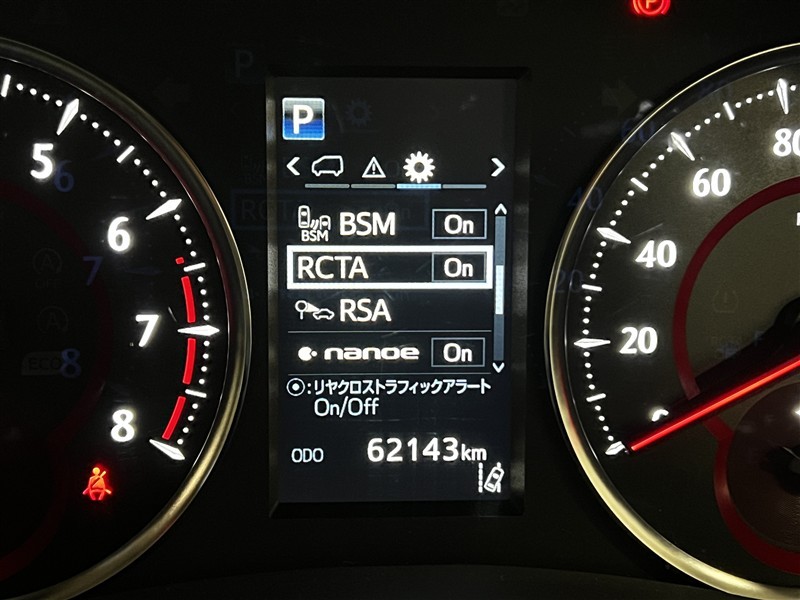 P
BSM
BSM On
RCTA On
RSA
nanoe On
:リヤクロストラフィックアラート
On/Off
ODO 62143km
5
6
7
8
80
60
40
20
0
P